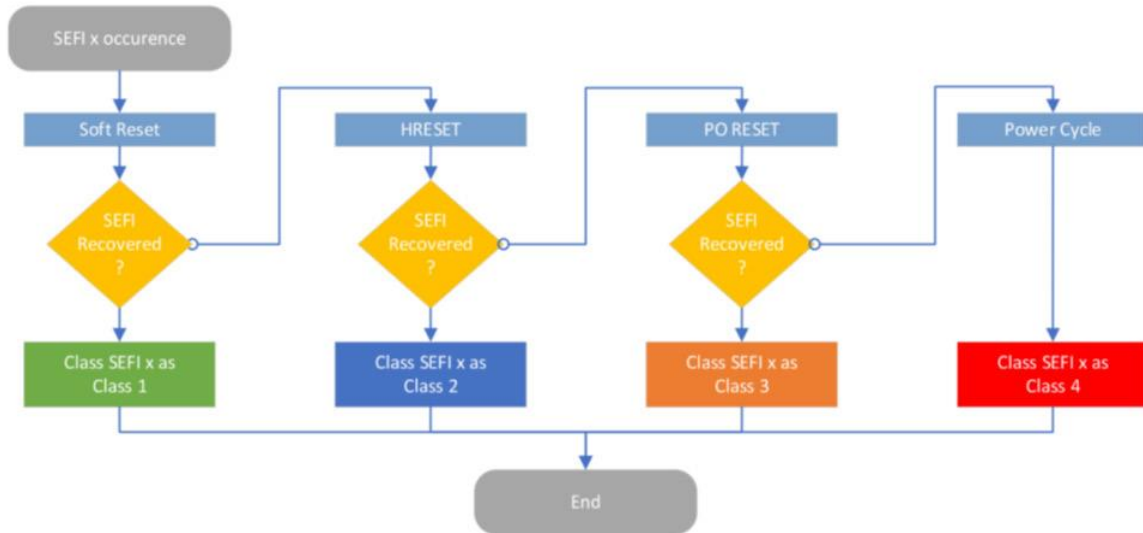 SEFI x occurence
Soft Reset
HRESET
PO RESET
Power Cycle
SEFI
Recovered
?
SEFI
Recovered
?
SEFI
Recovered
?
Class SEFI x as
Class 1
Class SEFI x as
Class 2
Class SEFI x as
Class 3
Class SEFI x as
Class 4
End